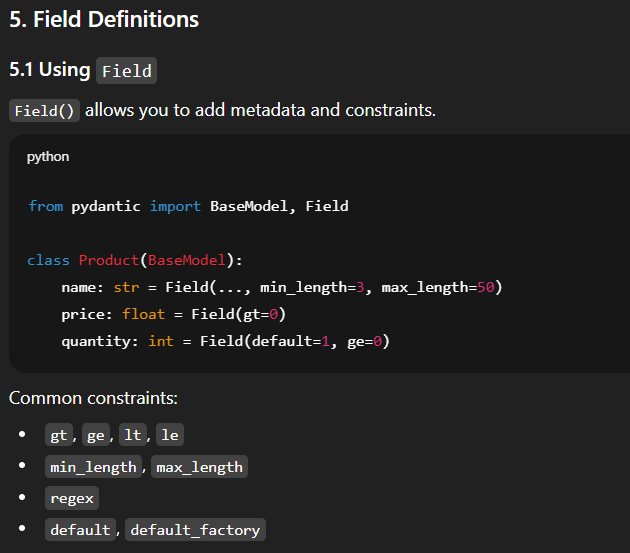 5. Field Definitions
5.1 Using Field
Field() allows you to add metadata and constraints.
python
from pydantic import BaseModel, Field
class Product(BaseModel):
    name: str = Field(..., min_length=3, max_length=50)
    price: float = Field(gt=0)
    quantity: int = Field(default=1, ge=0)
Common constraints:
• gt, ge, lt, le
• min_length, max_length
• regex
• default, default_factory